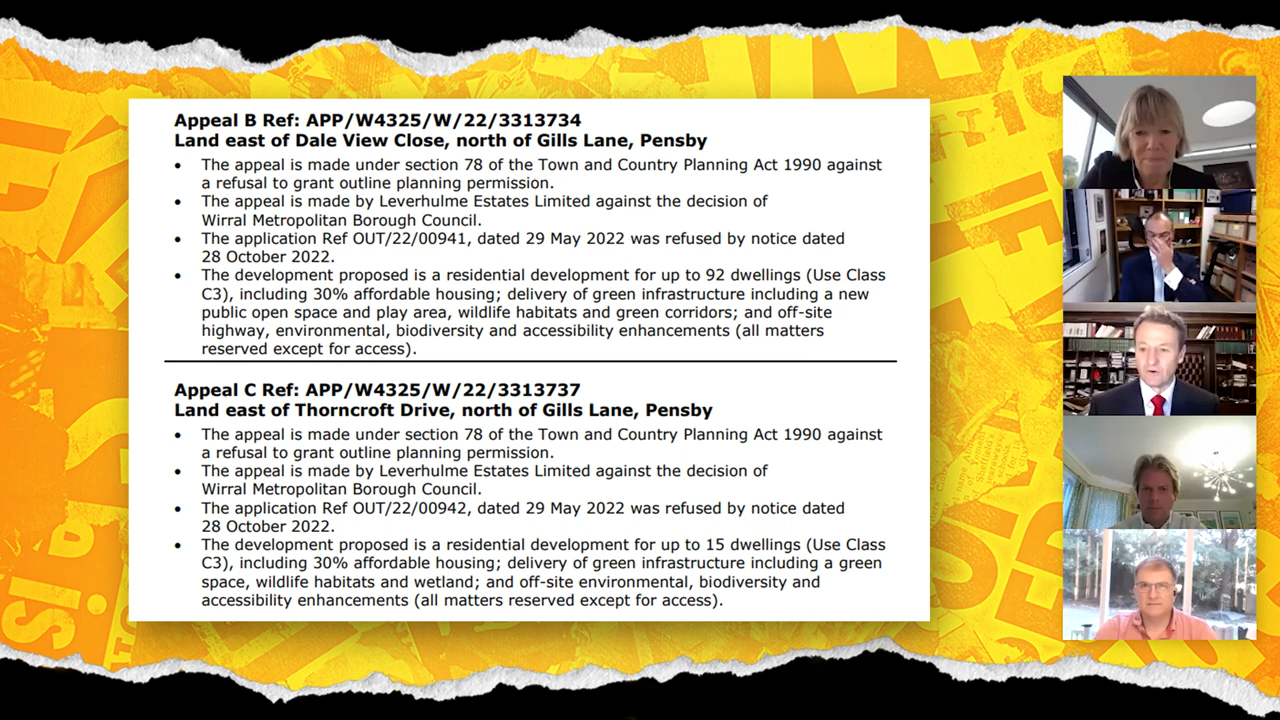 Appeal B Ref: APP/W4325/W/22/3313734
Land east of Dale View Close, north of Gills Lane, Pensby
• The appeal is made under section 78 of the Town and Country Planning Act 1990 against
a refusal to grant outline planning permission.
• The appeal is made by Leverhulme Estates Limited against the decision of
Wirral Metropolitan Borough Council.
• The application Ref OUT/22/00941, dated 29 May 2022 was refused by notice dated
28 October 2022.
• The development proposed is a residential development for up to 92 dwellings (Use Class
C3), including 30% affordable housing; delivery of green infrastructure including a new
public open space and play area, wildlife habitats and green corridors; and off-site
highway, environmental, biodiversity and accessibility enhancements (all matters
reserved except for access).
Appeal C Ref: APP/W4325/W/22/3313737
Land east of Thorncroft Drive, north of Gills Lane, Pensby
• The appeal is made under section 78 of the Town and Country Planning Act 1990 against
a refusal to grant outline planning permission.
• The appeal is made by Leverhulme Estates Limited against the decision of
Wirral Metropolitan Borough Council.
• The application Ref OUT/22/00942, dated 29 May 2022 was refused by notice dated
28 October 2022.
• The development proposed is a residential development for up to 15 dwellings (Use Class
C3), including 30% affordable housing; delivery of green infrastructure including a green
space, wildlife habitats and wetland; and off-site environmental, biodiversity and
accessibility enhancements (all matters reserved except for access).